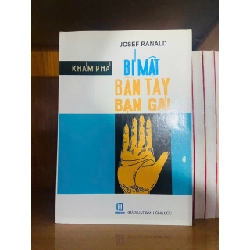 JOSEF RANALD
KHÁM PHÁ
BÍ MẬT
BÀN TAY
BẠN GÁI